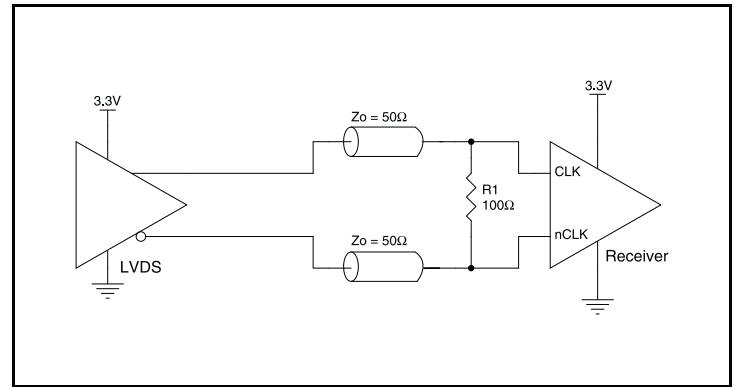 3.3V
3.3V
Zo = 50Ω
CLK
R1
100Ω
nCLK
Zo = 50Ω
Receiver
LVDS